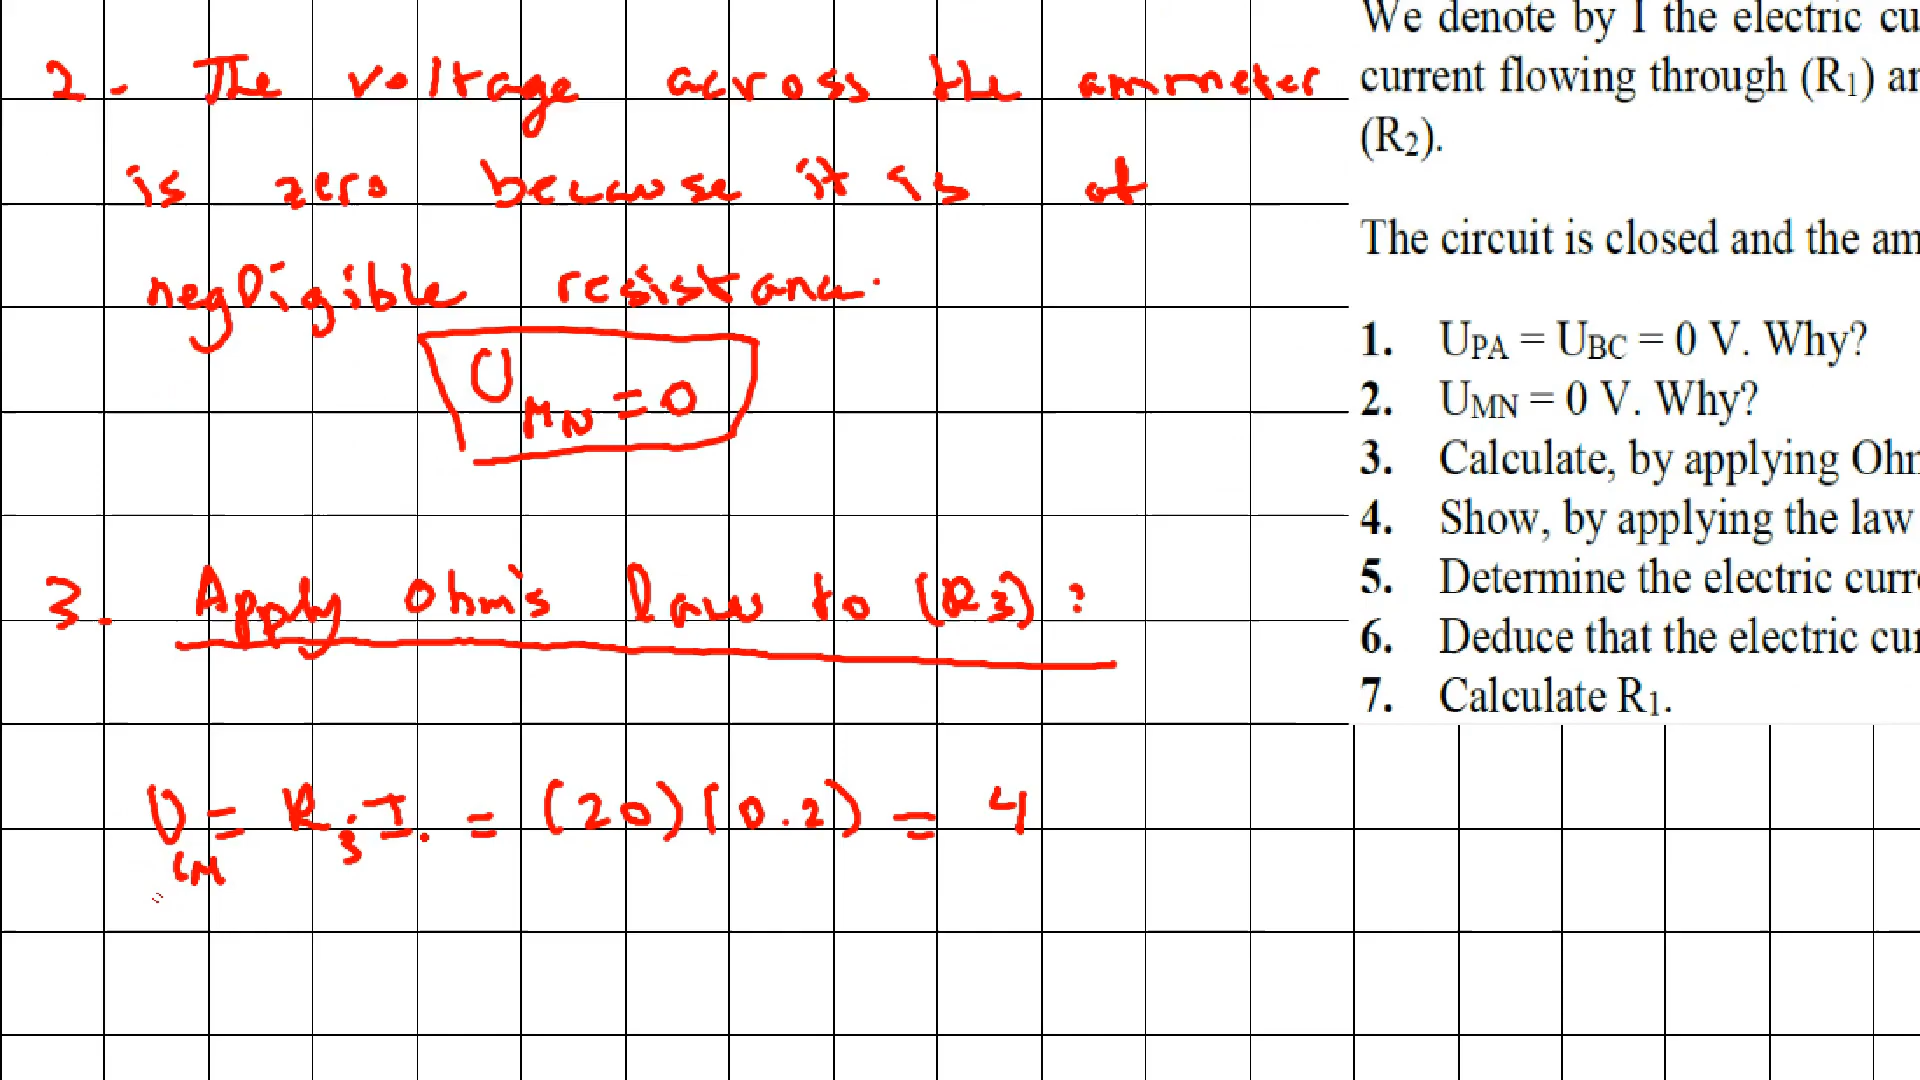 2- The voltage across the ammeter
is zero because it is of
negligible resistance.
U MN = 0
3. Apply Ohm's law to (R3):
U CM = R3 I. = (20)(0.2) = 4
We denote by I the electric cu
current flowing through (R1) ar
(R2).
The circuit is closed and the am
1. UPA = UBC = 0 V. Why?
2. UMN = 0 V. Why?
3. Calculate, by applying Ohm
4. Show, by applying the law
5. Determine the electric curre
6. Deduce that the electric cur
7. Calculate R1.